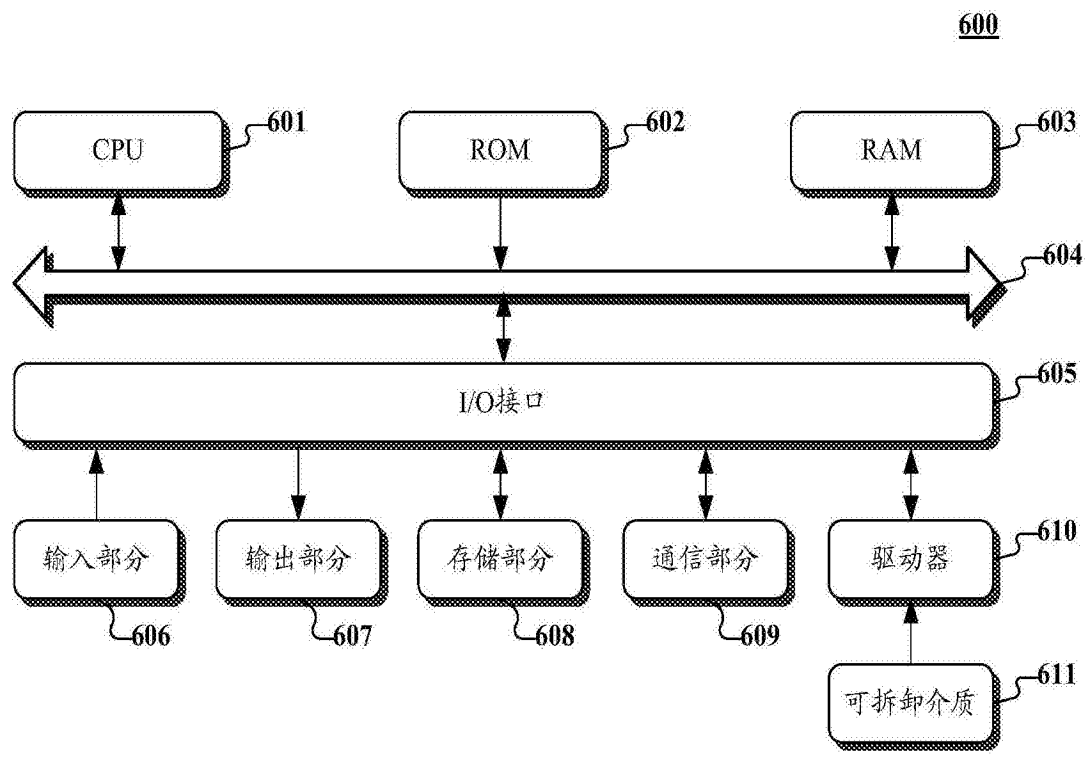 600
CPU
601
ROM
602
RAM
603
604
I/O接口
605
输入部分
606
输出部分
607
存储部分
608
通信部分
609
驱动器
610
可拆卸介质
611